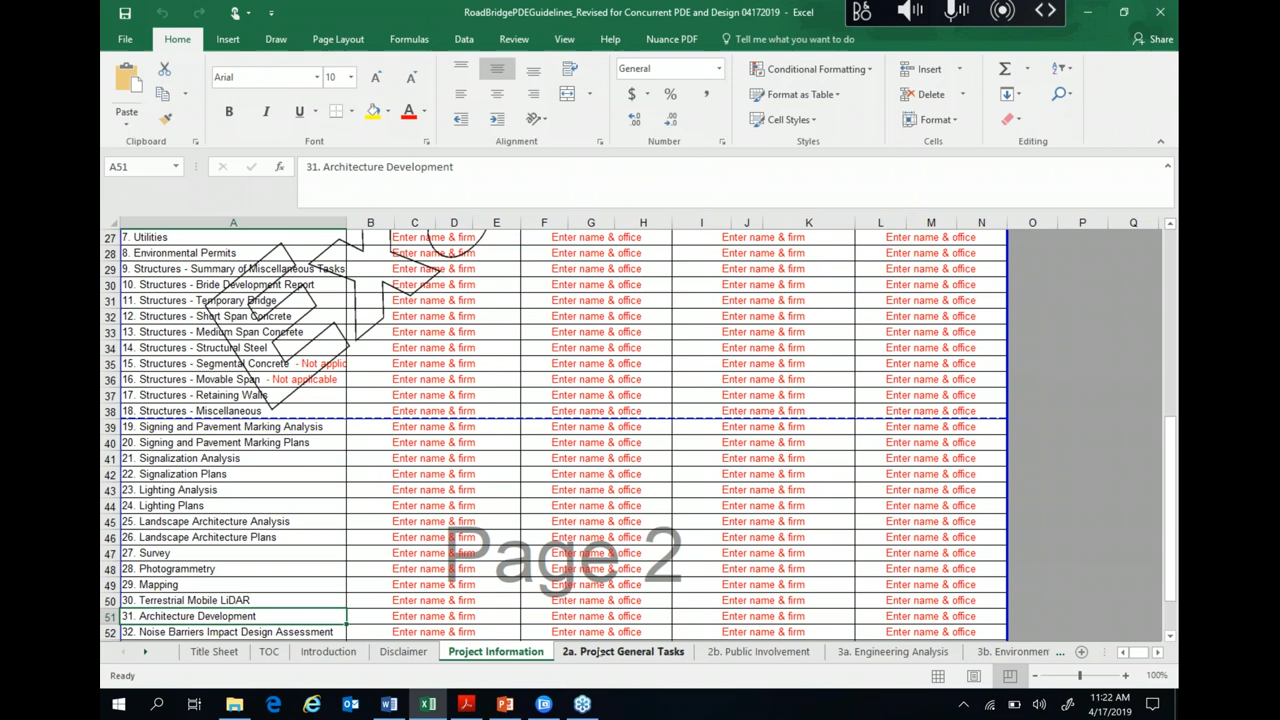 RoadBridgePDEGuidelines_Revised for Concurrent PDE and Design 04172019 - Excel
File Home Insert Draw Page Layout Formulas Data Review View Help Nuance PDF Tell me what you want to do Share
Arial 10 General Conditional Formatting Insert
Paste B I U $ % , Format as Table Delete
Cell Styles Format
Clipboard Font Alignment Number Styles Cells Editing
A51 fx 31. Architecture Development
A B C D E F G H I J K L M N O P Q
27 7. Utilities Enter name & firm Enter name & office Enter name & firm Enter name & office
28 8. Environmental Permits Enter name & firm Enter name & office Enter name & firm Enter name & office
29 9. Structures - Summary of Miscellaneous Tasks Enter name & firm Enter name & office Enter name & firm Enter name & office
30 10. Structures - Bride Development Report Enter name & firm Enter name & office Enter name & firm Enter name & office
31 11. Structures - Temporary Bridge Enter name & firm Enter name & office Enter name & firm Enter name & office
32 12. Structures - Short Span Concrete Enter name & firm Enter name & office Enter name & firm Enter name & office
33 13. Structures - Medium Span Concrete Enter name & firm Enter name & office Enter name & firm Enter name & office
34 14. Structures - Structural Steel Enter name & firm Enter name & office Enter name & firm Enter name & office
35 15. Structures - Segmental Concrete - Not applic Enter name & firm Enter name & office Enter name & firm Enter name & office
36 16. Structures - Movable Span - Not applicable Enter name & firm Enter name & office Enter name & firm Enter name & office
37 17. Structures - Retaining Walls Enter name & firm Enter name & office Enter name & firm Enter name & office
38 18. Structures - Miscellaneous Enter name & firm Enter name & office Enter name & firm Enter name & office
39 19. Signing and Pavement Marking Analysis Enter name & firm Enter name & office Enter name & firm Enter name & office
40 20. Signing and Pavement Marking Plans Enter name & firm Enter name & office Enter name & firm Enter name & office
41 21. Signalization Analysis Enter name & firm Enter name & office Enter name & firm Enter name & office
42 22. Signalization Plans Enter name & firm Enter name & office Enter name & firm Enter name & office
43 23. Lighting Analysis Enter name & firm Enter name & office Enter name & firm Enter name & office
44 24. Lighting Plans Enter name & firm Enter name & office Enter name & firm Enter name & office
45 25. Landscape Architecture Analysis Enter name & firm Enter name & office Enter name & firm Enter name & office
46 26. Landscape Architecture Plans Enter name & firm Enter name & office Enter name & firm Enter name & office
47 27. Survey Enter name & firm Enter name & office Enter name & firm Enter name & office
Page 2
48 28. Photogrammetry Enter name & firm Enter name & office Enter name & firm Enter name & office
49 29. Mapping Enter name & firm Enter name & office Enter name & firm Enter name & office
50 30. Terrestrial Mobile LiDAR Enter name & firm Enter name & office Enter name & firm Enter name & office
51 31. Architecture Development Enter name & firm Enter name & office Enter name & firm Enter name & office
52 32. Noise Barriers Impact Design Assessment Enter name & firm Enter name & office Enter name & firm Enter name & office
Title Sheet TOC Introduction Disclaimer Project Information 2a. Project General Tasks 2b. Public Involvement 3a. Engineering Analysis 3b. Environmen ...
Ready 100%
11:22 AM
4/17/2019